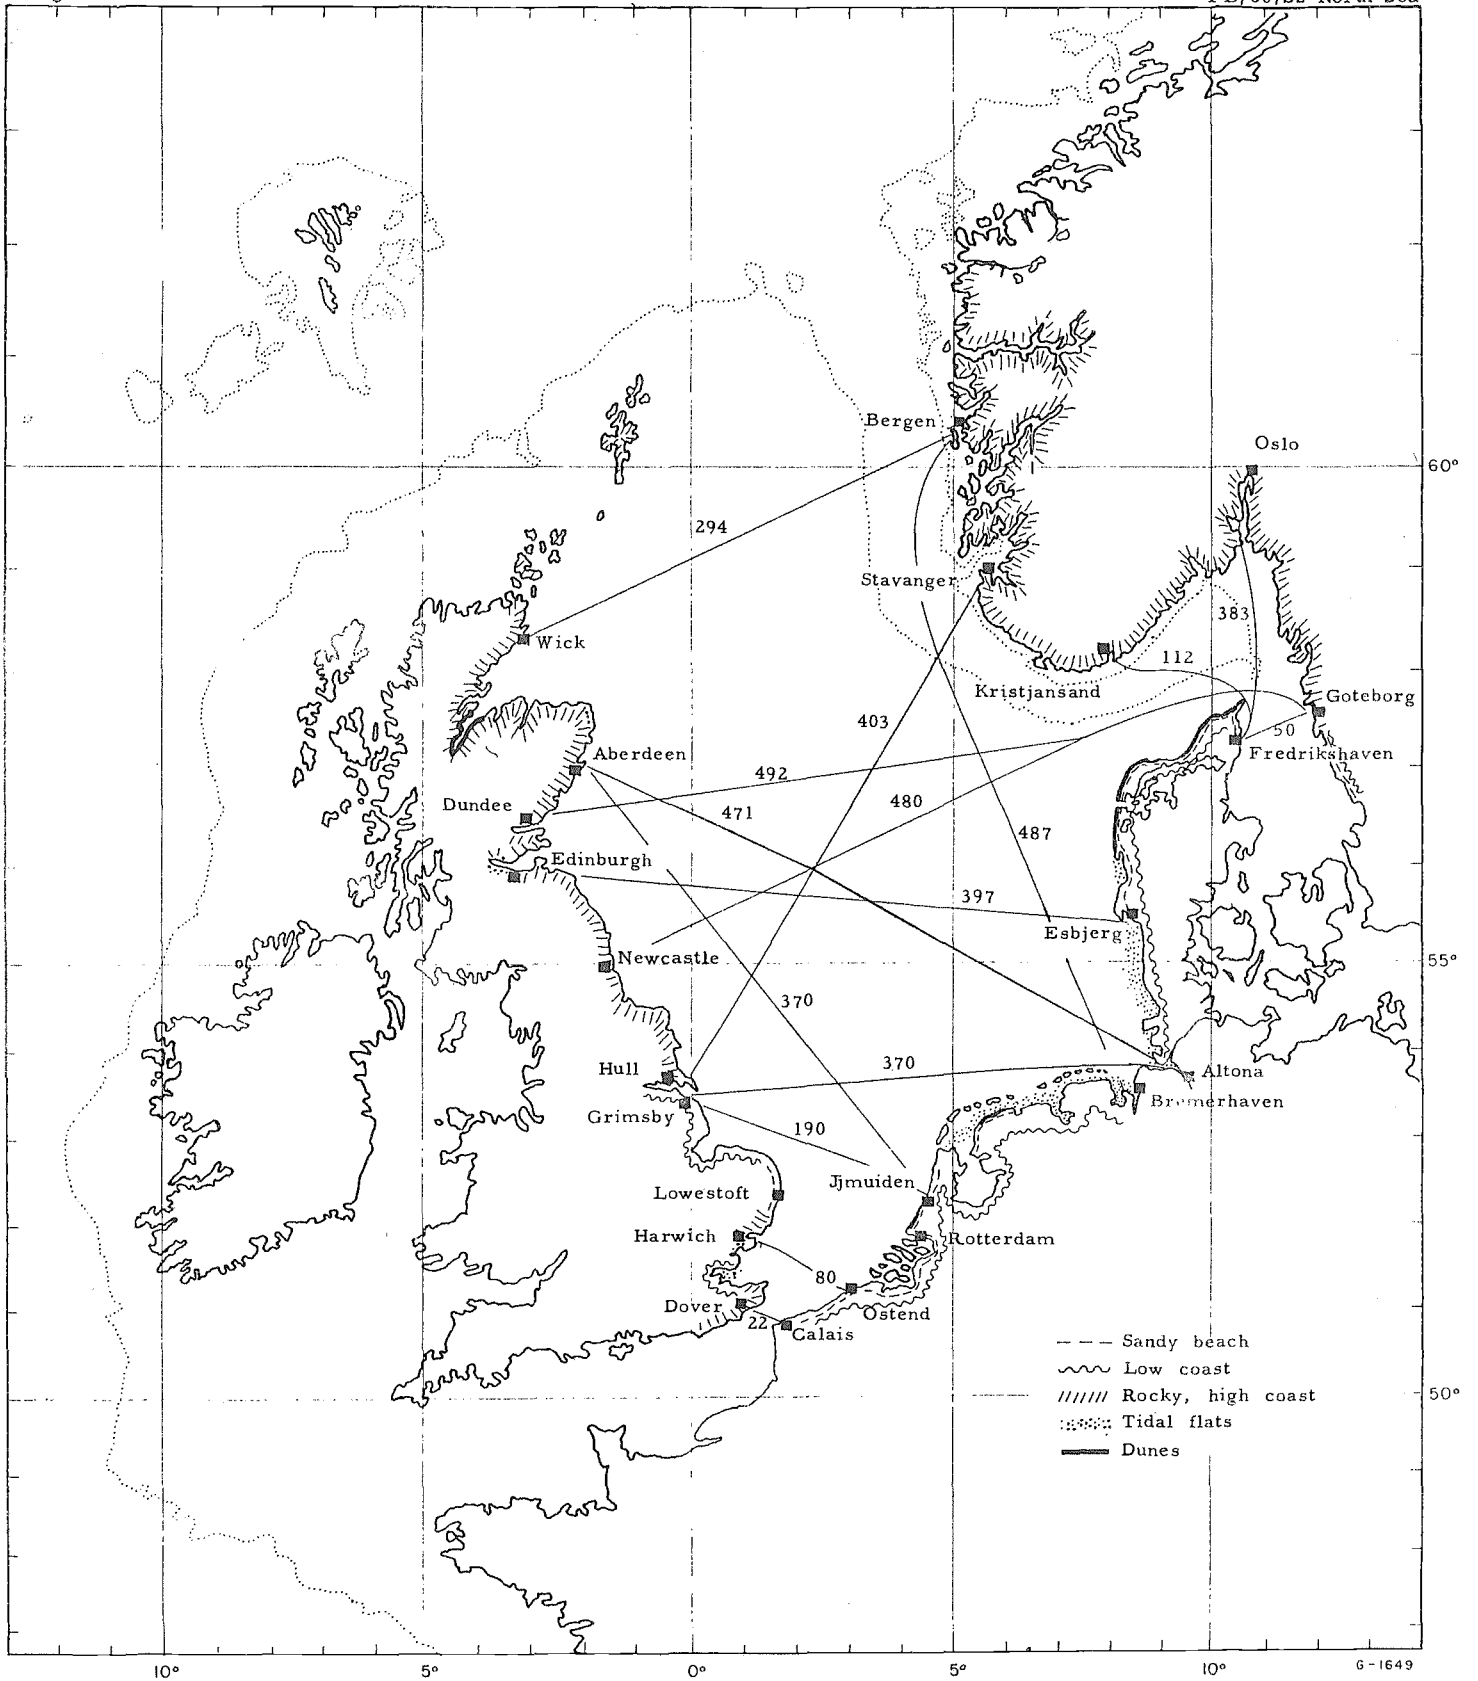 Bergen
Oslo
60°
294
Stavanger
Wick
383
112
Kristjansand
Goteborg
403
50
Aberdeen
Fredrikshaven
492
Dundee
480
471
487
Edinburgh
397
Esbjerg
Newcastle
55°
370
Hull
370
Altona
Bremerhaven
Grimsby
190
Jjmuiden
Lowestoft
Harwich
Rotterdam
80
Dover
22
Ostend
Calais
Sandy beach
Low coast
Rocky, high coast
50°
Tidal flats
Dunes
10°
5°
0°
5°
10°
G-1649